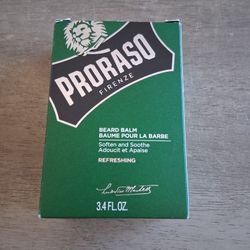 PRORASO
FIRENZE
BEARD BALM
BAUME POUR LA BARBE
Soften and Soothe
Adoucit et Apaise
REFRESHING
3.4 FL.OZ.